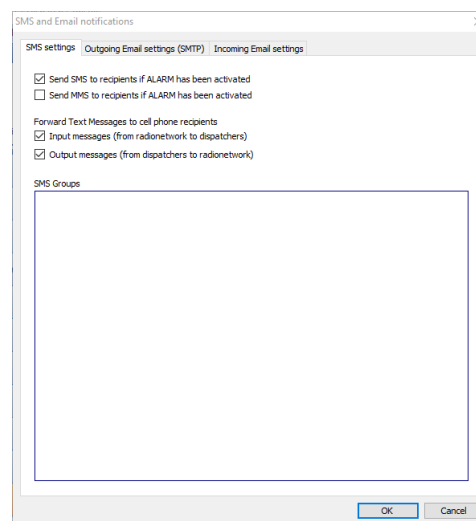 SMS and Email notifications
SMS settings Outgoing Email settings (SMTP) Incoming Email settings
Send SMS to recipients if ALARM has been activated
Send MMS to recipients if ALARM has been activated
Forward Text Messages to cell phone recipients
Input messages (from radionetwork to dispatchers)
Output messages (from dispatchers to radionetwork)
SMS Groups
OK Cancel